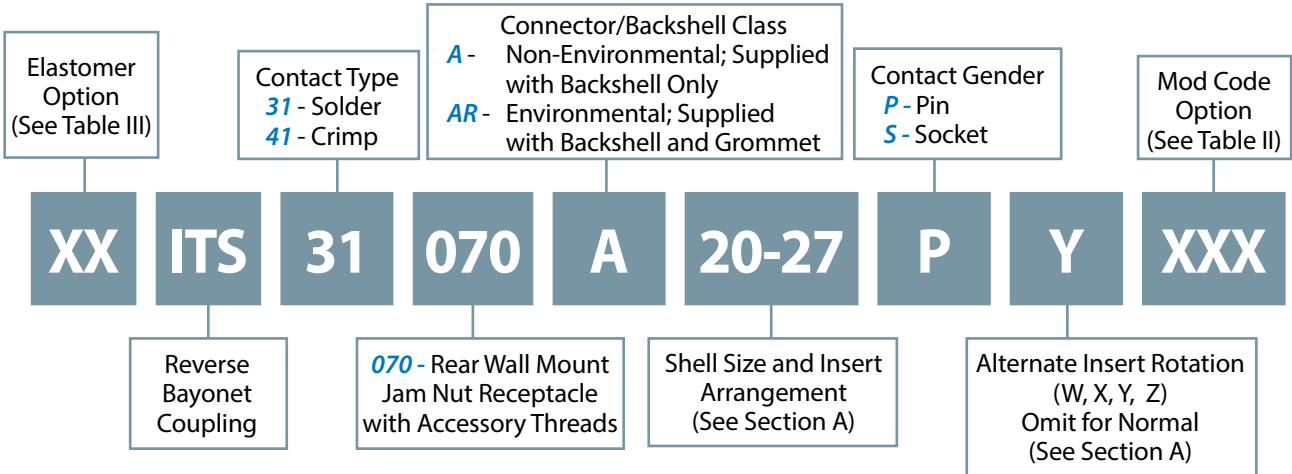 Elastomer
Option
(See Table III)
Contact Type
31 - Solder
41 - Crimp
Connector/Backshell Class
A - Non-Environmental; Supplied
with Backshell Only
AR - Environmental; Supplied
with Backshell and Grommet
Contact Gender
P - Pin
S - Socket
Mod Code
Option
(See Table II)
XX ITS 31 070 A 20-27 P Y XXX
Reverse
Bayonet
Coupling
070 - Rear Wall Mount
Jam Nut Receptacle
with Accessory Threads
Shell Size and Insert
Arrangement
(See Section A)
Alternate Insert Rotation
(W, X, Y, Z)
Omit for Normal
(See Section A)